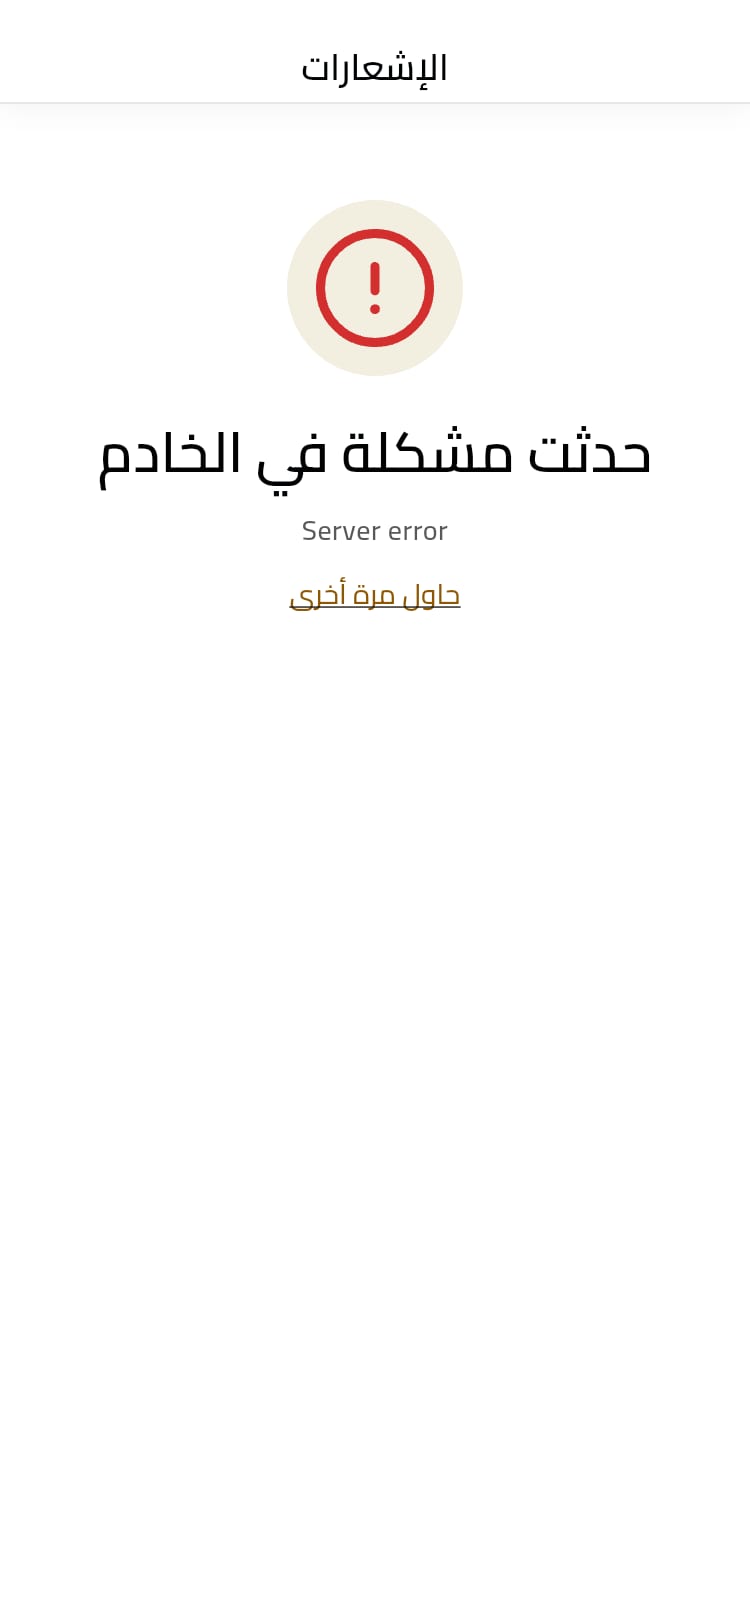 الإشعارات
حدثت مشكلة في الخادم
Server error
حاول مرة أخرى